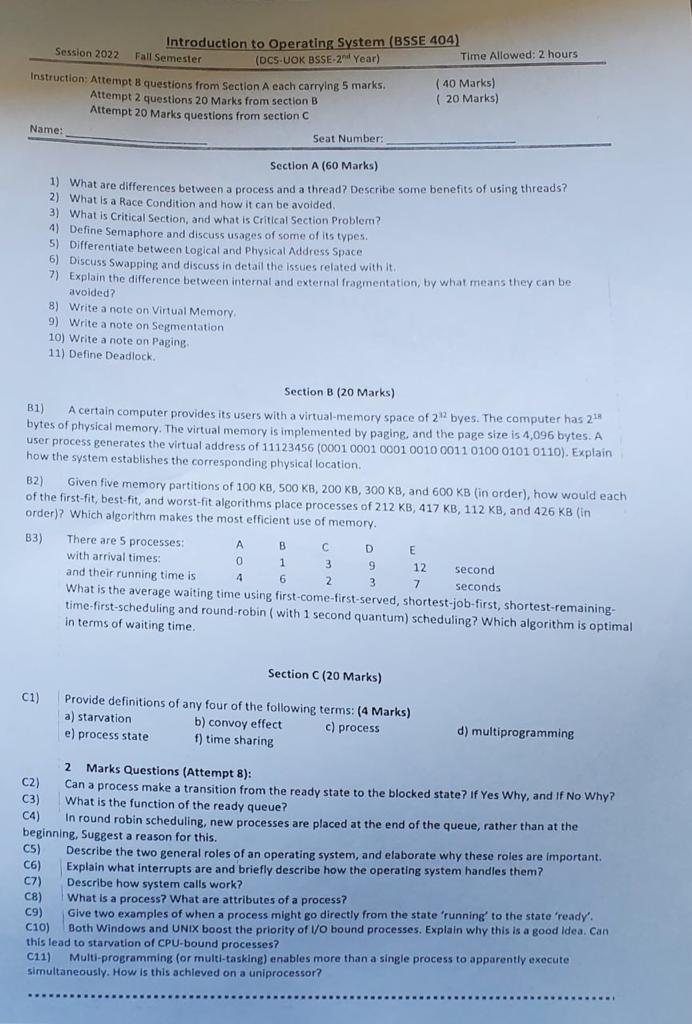 Introduction to Operating System (BSSE 404)
Session 2022 Fall Semester (DCS-UOK BSSE-2nd Year) Time Allowed: 2 hours
Instruction: Attempt 8 questions from Section A each carrying 5 marks. ( 40 Marks)
Attempt 2 questions 20 Marks from section B ( 20 Marks)
Attempt 20 Marks questions from section C
Name: Seat Number:
Section A (60 Marks)
1) What are differences between a process and a thread? Describe some benefits of using threads?
2) What is a Race Condition and how it can be avoided.
3) What is Critical Section, and what is Critical Section Problem?
4) Define Semaphore and discuss usages of some of its types.
5) Differentiate between Logical and Physical Address Space
6) Discuss Swapping and discuss in detail the issues related with it.
7) Explain the difference between internal and external fragmentation, by what means they can be
avoided?
8) Write a note on Virtual Memory.
9) Write a note on Segmentation
10) Write a note on Paging.
11) Define Deadlock.
Section B (20 Marks)
B1) A certain computer provides its users with a virtual-memory space of 2³² byes. The computer has 2¹⁸
bytes of physical memory. The virtual memory is implemented by paging, and the page size is 4,096 bytes. A
user process generates the virtual address of 11123456 (0001 0001 0001 0010 0011 0100 0101 0110). Explain
how the system establishes the corresponding physical location.
B2) Given five memory partitions of 100 KB, 500 KB, 200 KB, 300 KB, and 600 KB (in order), how would each
of the first-fit, best-fit, and worst-fit algorithms place processes of 212 KB, 417 KB, 112 KB, and 426 KB (in
order)? Which algorithm makes the most efficient use of memory.
B3) There are 5 processes: A B C D E
with arrival times: 0 1 3 9 12 second
and their running time is 4 6 2 3 7 seconds
What is the average waiting time using first-come-first-served, shortest-job-first, shortest-remaining-
time-first-scheduling and round-robin ( with 1 second quantum) scheduling? Which algorithm is optimal
in terms of waiting time.
Section C (20 Marks)
C1) Provide definitions of any four of the following terms: (4 Marks)
a) starvation b) convoy effect c) process d) multiprogramming
e) process state f) time sharing
2 Marks Questions (Attempt 8):
C2) Can a process make a transition from the ready state to the blocked state? If Yes Why, and If No Why?
C3) What is the function of the ready queue?
C4) In round robin scheduling, new processes are placed at the end of the queue, rather than at the
beginning, Suggest a reason for this.
C5) Describe the two general roles of an operating system, and elaborate why these roles are important.
C6) Explain what interrupts are and briefly describe how the operating system handles them?
C7) Describe how system calls work?
C8) What is a process? What are attributes of a process?
C9) Give two examples of when a process might go directly from the state 'running' to the state 'ready'.
C10) Both Windows and UNIX boost the priority of I/O bound processes. Explain why this is a good idea. Can
this lead to starvation of CPU-bound processes?
C11) Multi-programming (or multi-tasking) enables more than a single process to apparently execute
simultaneously. How is this achieved on a uniprocessor?